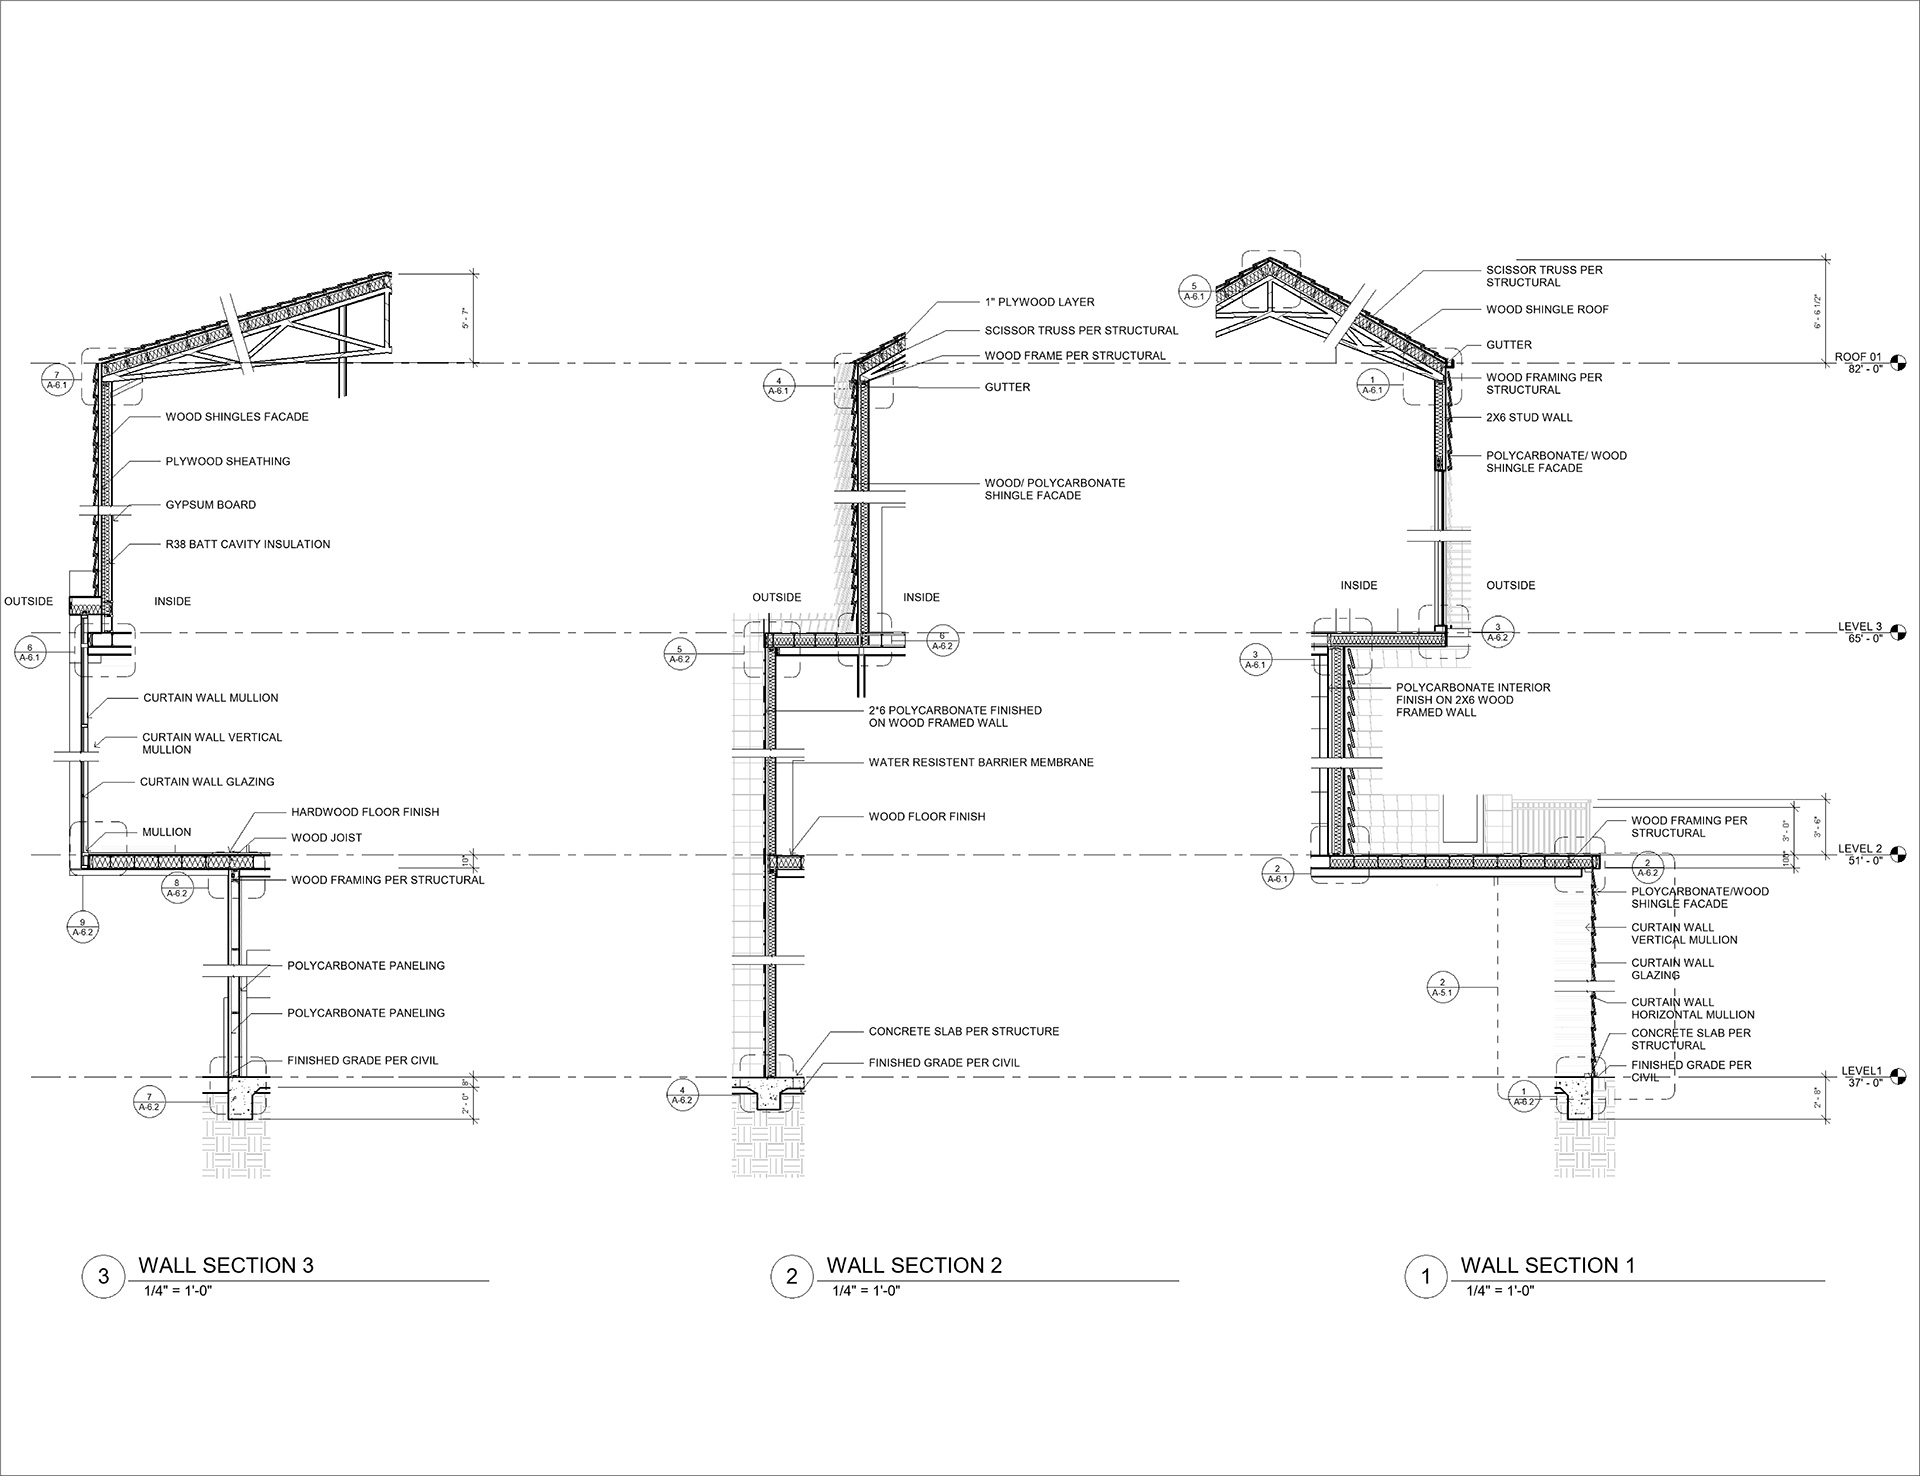 5' - 7"
7
A-6.1
WOOD SHINGLES FACADE
PLYWOOD SHEATHING
GYPSUM BOARD
R38 BATT CAVITY INSULATION
OUTSIDE
INSIDE
6
A-6.1
CURTAIN WALL MULLION
CURTAIN WALL VERTICAL
MULLION
CURTAIN WALL GLAZING
HARDWOOD FLOOR FINISH
MULLION
WOOD JOIST
10"
WOOD FRAMING PER STRUCTURAL
8
A-6.2
9
A-6.2
POLYCARBONATE PANELING
POLYCARBONATE PANELING
FINISHED GRADE PER CIVIL
7
A-6.2
8"
2' - 0"
3
WALL SECTION 3
1/4" = 1'-0"
1" PLYWOOD LAYER
SCISSOR TRUSS PER STRUCTURAL
WOOD FRAME PER STRUCTURAL
GUTTER
4
A-6.1
WOOD/ POLYCARBONATE
SHINGLE FACADE
OUTSIDE
INSIDE
5
A-6.2
6
A-6.2
2*6 POLYCARBONATE FINISHED
ON WOOD FRAMED WALL
WATER RESISTENT BARRIER MEMBRANE
WOOD FLOOR FINISH
CONCRETE SLAB PER STRUCTURE
FINISHED GRADE PER CIVIL
4
A-6.2
2
WALL SECTION 2
1/4" = 1'-0"
5
A-6.1
SCISSOR TRUSS PER
STRUCTURAL
WOOD SHINGLE ROOF
6' - 6 1/2"
GUTTER
ROOF 01
82' - 0"
1
A-6.1
WOOD FRAMING PER
STRUCTURAL
2X6 STUD WALL
POLYCARBONATE/ WOOD
SHINGLE FACADE
INSIDE
OUTSIDE
3
A-6.2
LEVEL 3
65' - 0"
3
A-6.1
POLYCARBONATE INTERIOR
FINISH ON 2X6 WOOD
FRAMED WALL
WOOD FRAMING PER
STRUCTURAL
3' - 0"
3' - 6"
LEVEL 2
51' - 0"
2
A-6.1
2
A-6.2
PLOYCARBONATE/WOOD
SHINGLE FACADE
CURTAIN WALL
VERTICAL MULLION
CURTAIN WALL
GLAZING
2
A-5.1
CURTAIN WALL
HORIZONTAL MULLION
CONCRETE SLAB PER
STRUCTURAL
FINISHED GRADE PER
CIVIL
LEVEL1
37' - 0"
1
A-6.2
2' - 8"
1
WALL SECTION 1
1/4" = 1'-0"